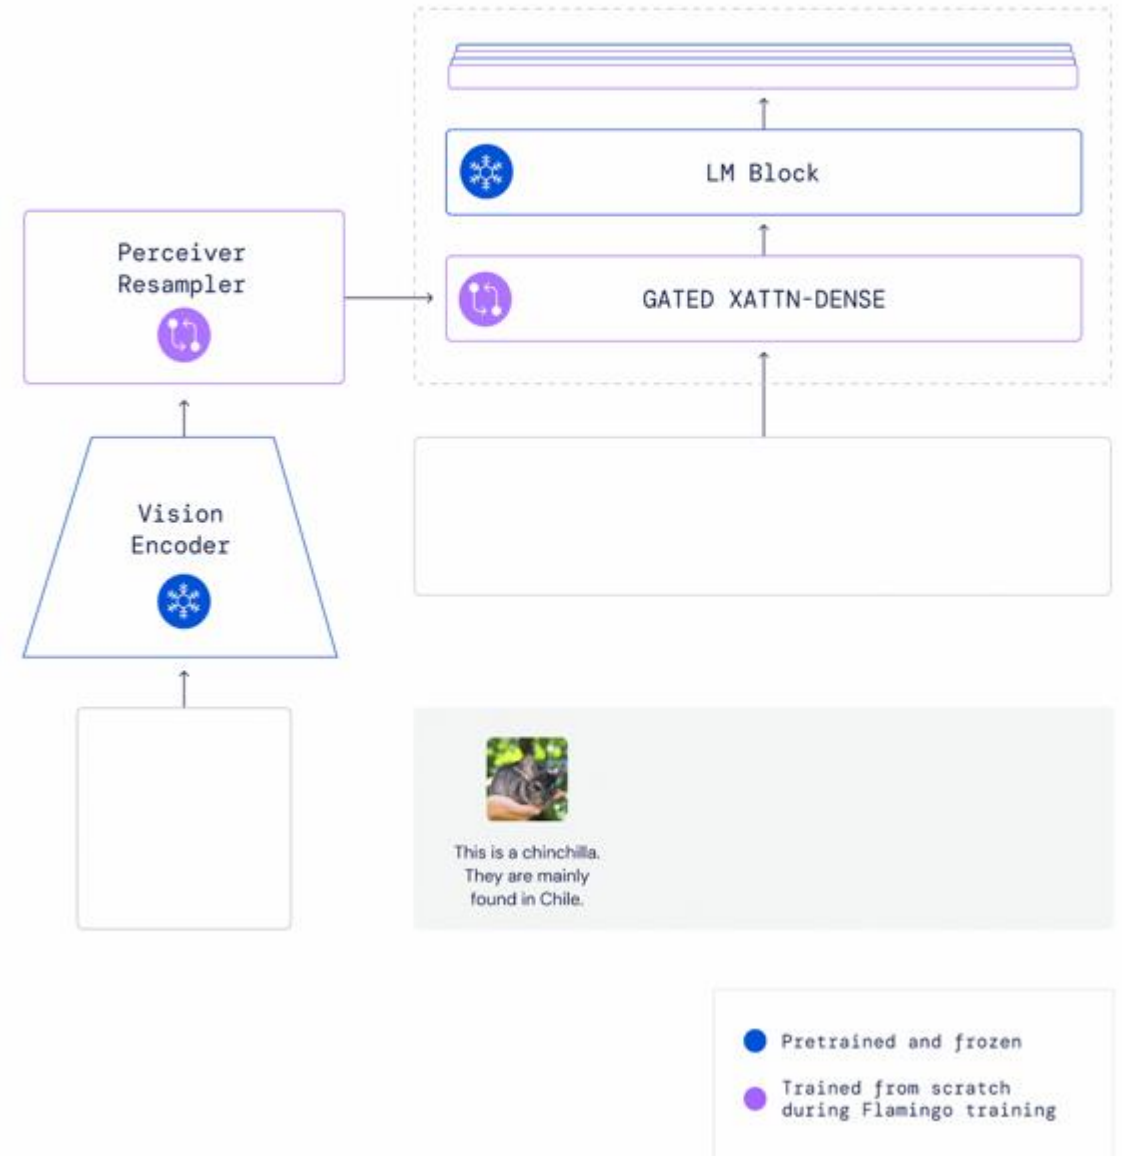 LM Block
Perceiver
Resampler
GATED XATTN-DENSE
Vision
Encoder
This is a chinchilla.
They are mainly
found in Chile.
Pretrained and frozen
Trained from scratch
during Flamingo training